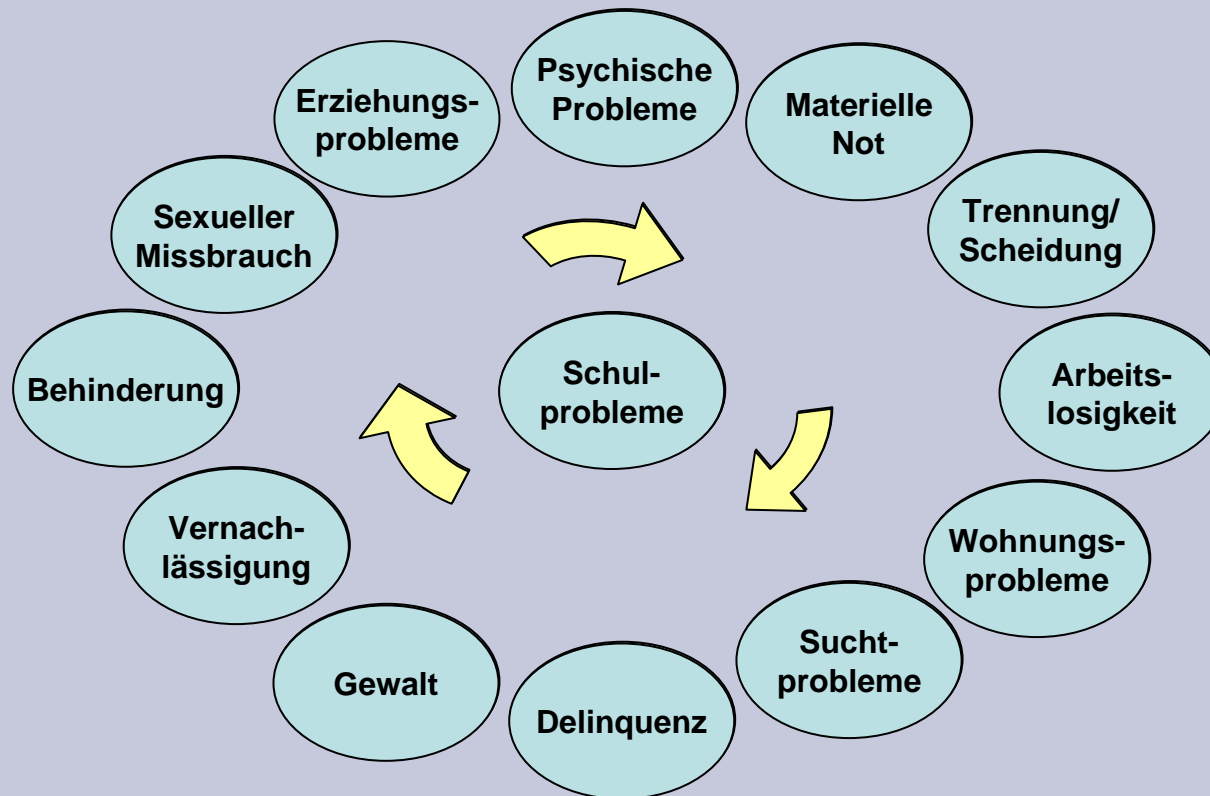 Psychische
Probleme
Materielle
Not
Trennung/
Scheidung
Arbeits-
losigkeit
Wohnungs-
probleme
Sucht-
probleme
Delinquenz
Gewalt
Vernach-
lässigung
Behinderung
Sexueller
Missbrauch
Erziehungs-
probleme
Schul-
probleme